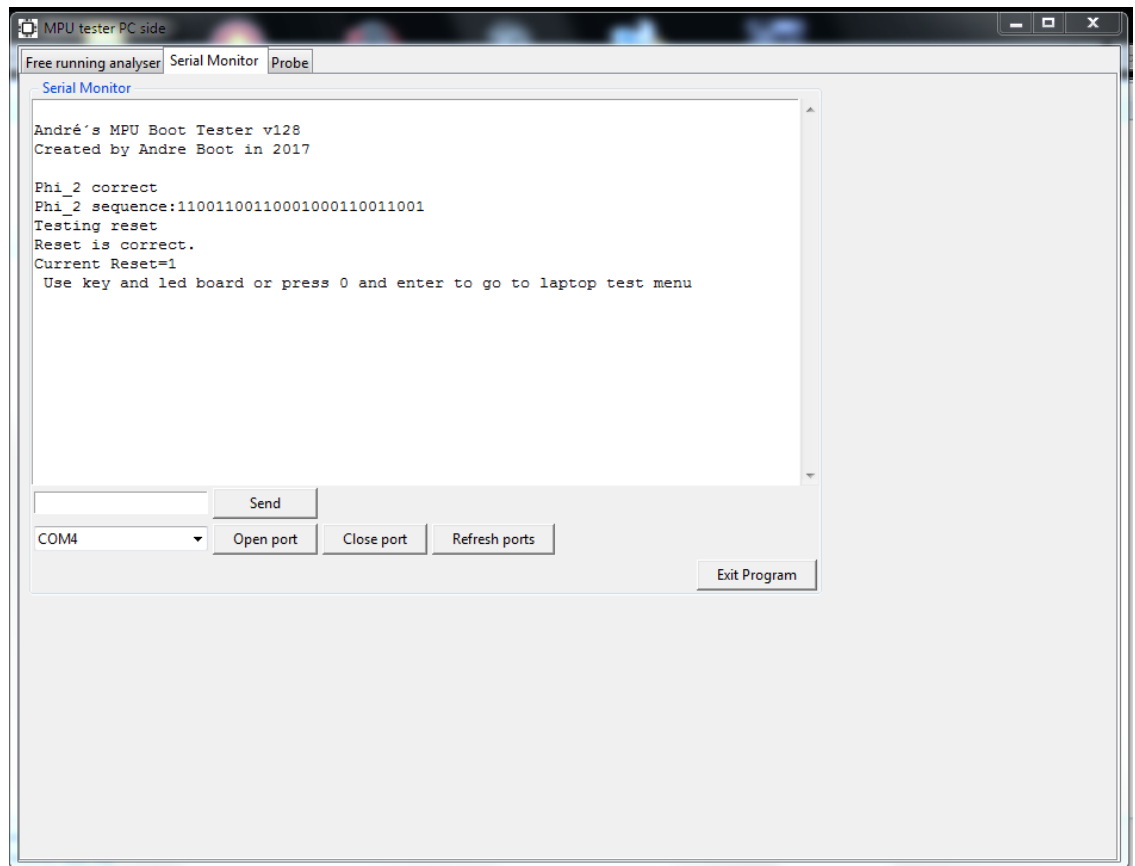 MPU tester PC side
Free running analyser Serial Monitor Probe
Serial Monitor
André´s MPU Boot Tester v128
Created by Andre Boot in 2017
Phi_2 correct
Phi_2 sequence:11001100110001000110011001
Testing reset
Reset is correct.
Current Reset=1
Use key and led board or press 0 and enter to go to laptop test menu
Send
COM4 Open port Close port Refresh ports
Exit Program